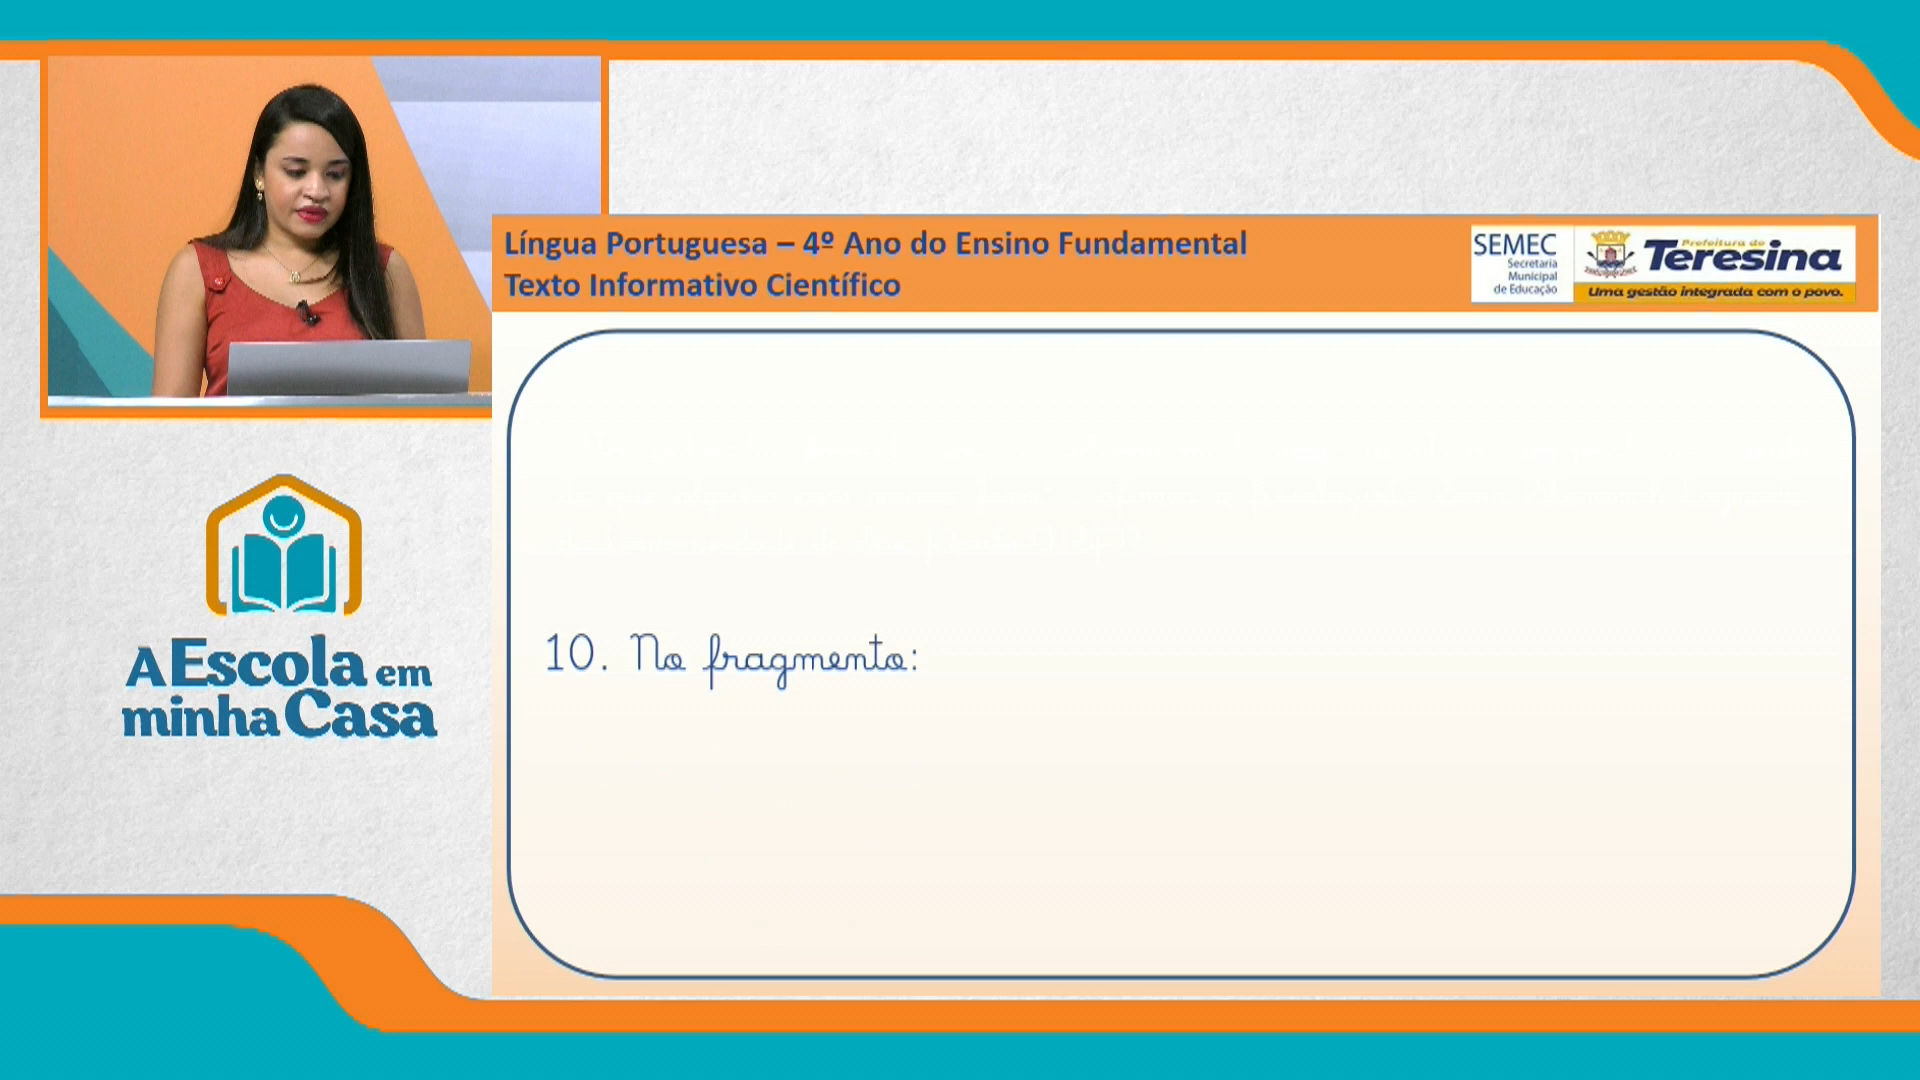 Língua Portuguesa – 4º Ano do Ensino Fundamental
Texto Informativo Científico
SEMEC
Secretaria
Municipal
de Educação
Prefeitura de
Teresina
Uma gestão integrada com o povo.
10. No fragmento:
A Escola em
minha Casa